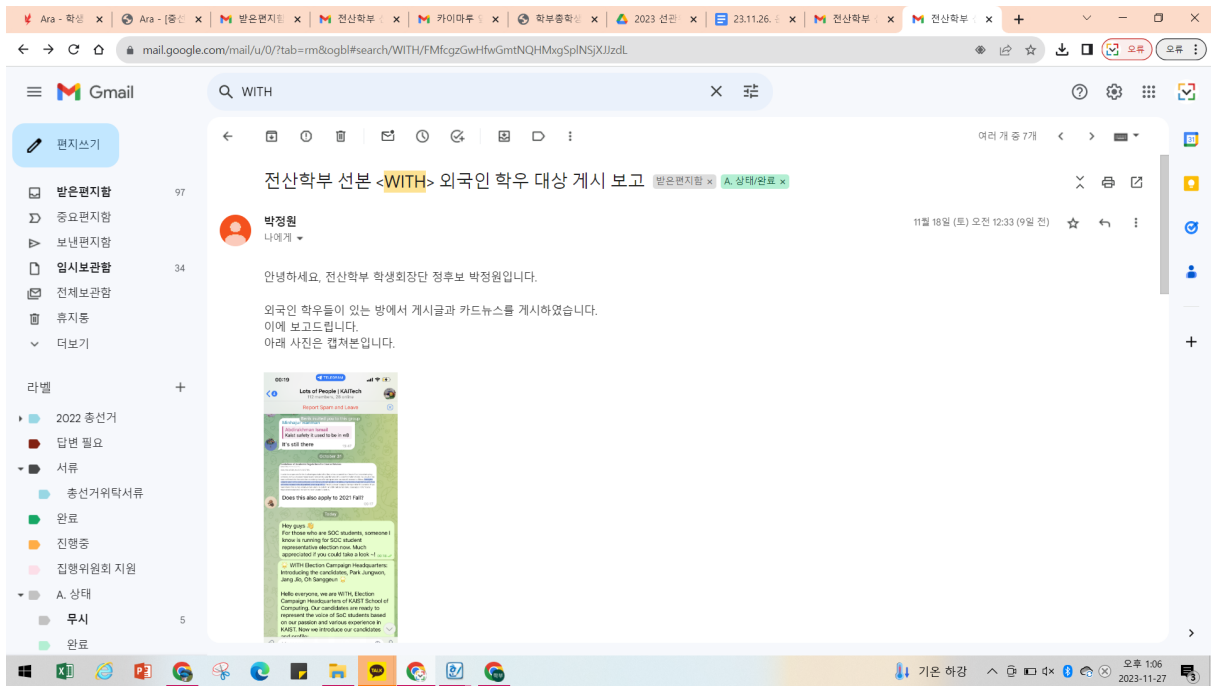 Ara - 학생
Ara - [중선
받은편지함
전산학부
카이마루
학부총학생
2023 선관
23.11.26.
전산학부
전산학부
mail.google.com/mail/u/0/?tab=rm&ogbl#search/WITH/FMfcgzGwHfwGmtNQHMxgSplNSjXJJzdL
오류
오류
Gmail
WITH
편지쓰기
여러 개 중 7개
받은편지함 97
중요편지함
보낸편지함
임시보관함 34
전체보관함
휴지통
더보기
라벨
2022 총선거
답변 필요
서류
총선거위탁서류
완료
진행중
집행위원회 지원
A. 상태
무시 5
완료
전산학부 선본 <WITH> 외국인 학우 대상 게시 보고 받은편지함 x A. 상태/완료 x
박정원
나에게
11월 18일 (토) 오전 12:33 (9일 전)
안녕하세요, 전산학부 학생회장단 정후보 박정원입니다.
외국인 학우들이 있는 방에서 게시글과 카드뉴스를 게시하였습니다.
이에 보고드립니다.
아래 사진은 캡쳐본입니다.
00:19
TELEGRAM
Lots of People | KAITech
Report Spam and Leave
Kaist safety it used to be in will
It's still there
Does this also apply to 2021 Fall?
Today
Hey guys
For those who are SOC students, someone I
know is running for SOC student
representative election now. Much
appreciated if you could take a look ~!
WITH Election Campaign Headquarters:
Introducing the candidates, Park Jungwon,
Jang Jio, Oh Sanggeun
Hello everyone, we are WITH, Election
Campaign Headquarters of KAIST School of
Computing. Our candidates are ready to
represent the voice of SoC students based
on our passion and various experience in
KAIST. Now we introduce our candidates
and profile.
31
기온 하강
오후 1:06
2023-11-27
3